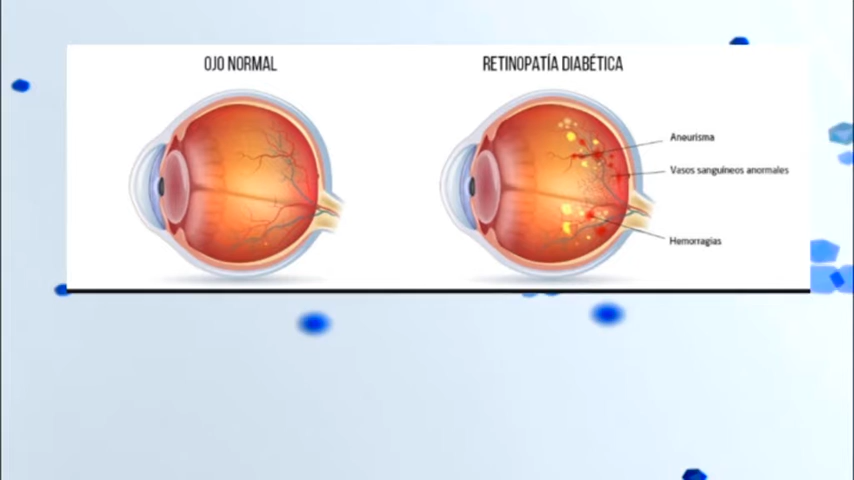 OJO NORMAL
RETINOPATÍA DIABÉTICA
Aneurisma
Vasos sanguíneos anormales
Hemorragias